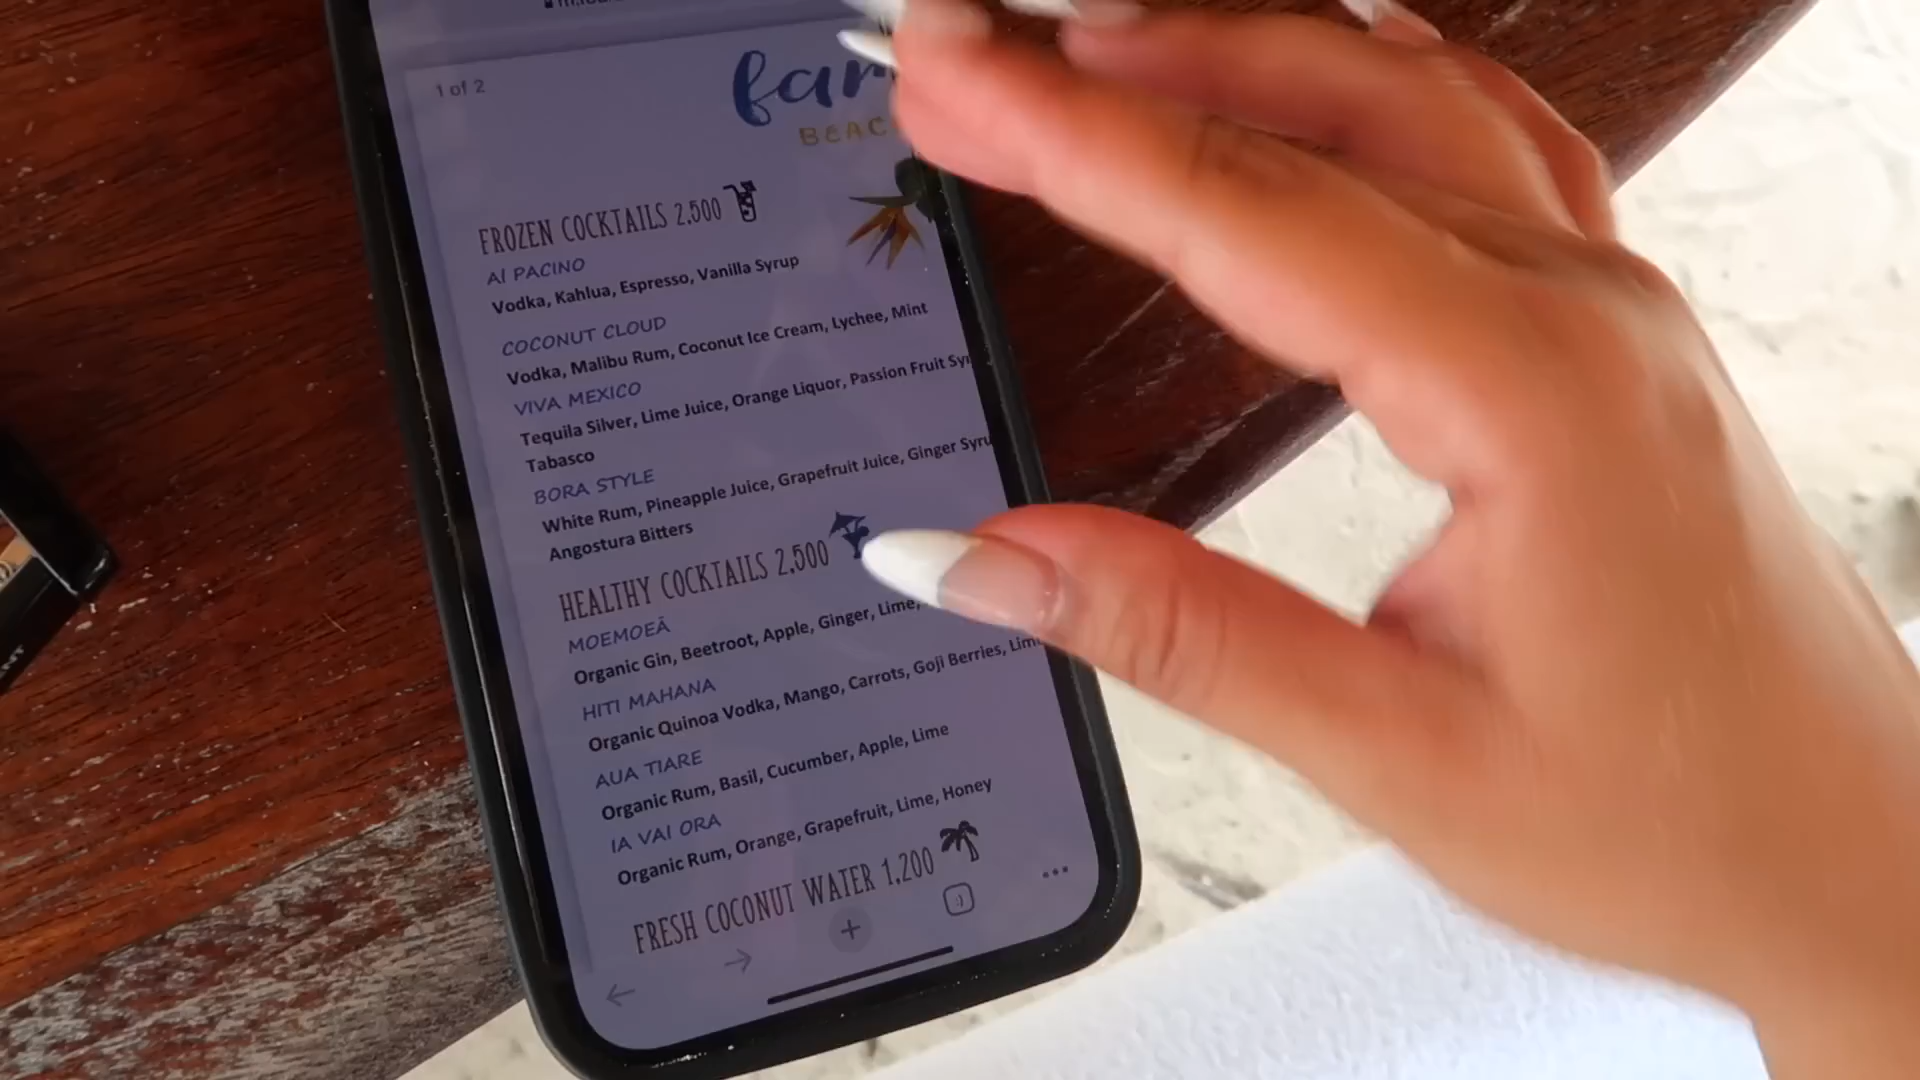 1 of 2
FROZEN COCKTAILS 2.500
Al PACINO
Vodka, Kahlua, Espresso, Vanilla Syrup
COCONUT CLOUD
Vodka, Malibu Rum, Coconut Ice Cream, Lychee, Mint
VIVA MEXICO
Tequila Silver, Lime Juice, Orange Liquor, Passion Fruit
Tabasco
BORA STYLE
White Rum, Pineapple Juice, Grapefruit Juice, Ginger
Angostura Bitters
HEALTHY COCKTAILS 2,500
MOEMOEĀ
Organic Gin, Beetroot, Apple, Ginger, Lime,
HITI MAHANA
Organic Quinoa Vodka, Mango, Carrots, Goji Berries,
AUA TIARE
Organic Rum, Basil, Cucumber, Apple, Lime
IA VAI ORA
Organic Rum, Orange, Grapefruit, Lime, Honey
FRESH COCONUT WATER 1,200